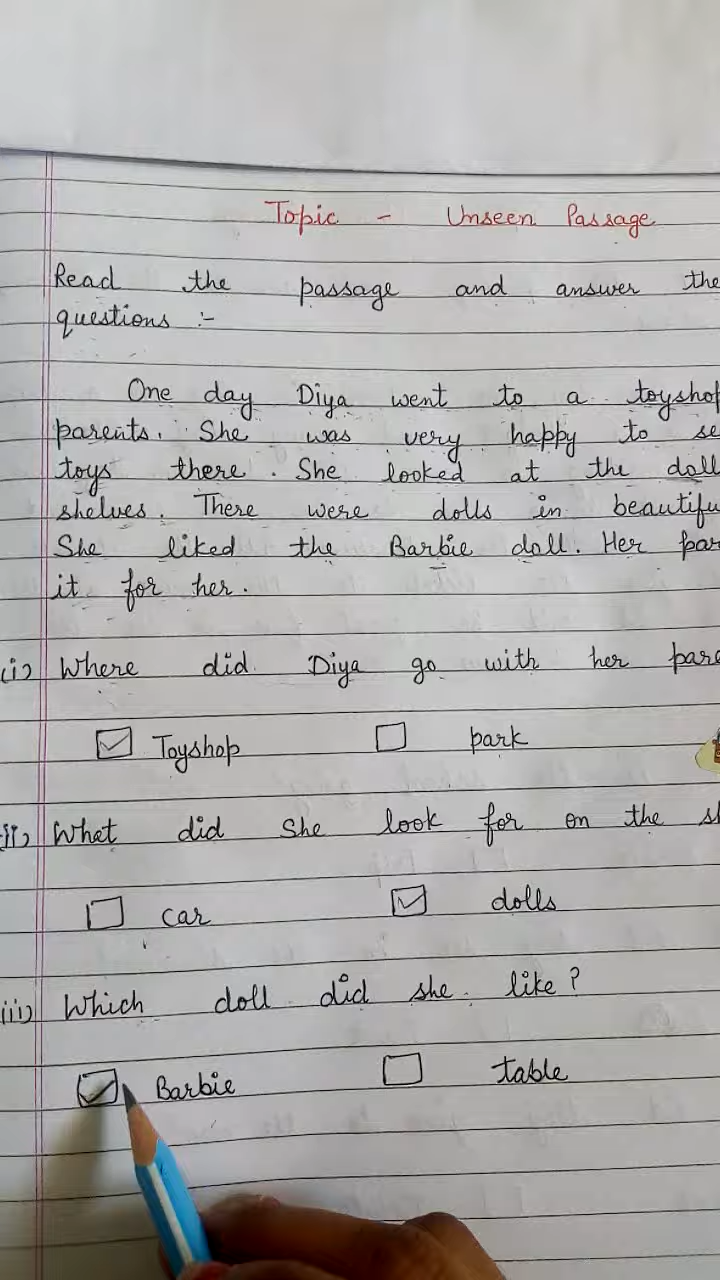 Topic - Unseen Passage
Read the passage and answer the
questions :-
One day Diya went to a toyshop
parents. She was very happy to se
toys there. She looked at the doll
shelves. There were dolls in beautifu
She liked the Barbie doll. Her par
it for her.
(i) Where did Diya go with her pare
Toyshop park
ii) What did she look for on the sh
car dolls
iii) Which doll did she like?
Barbie table